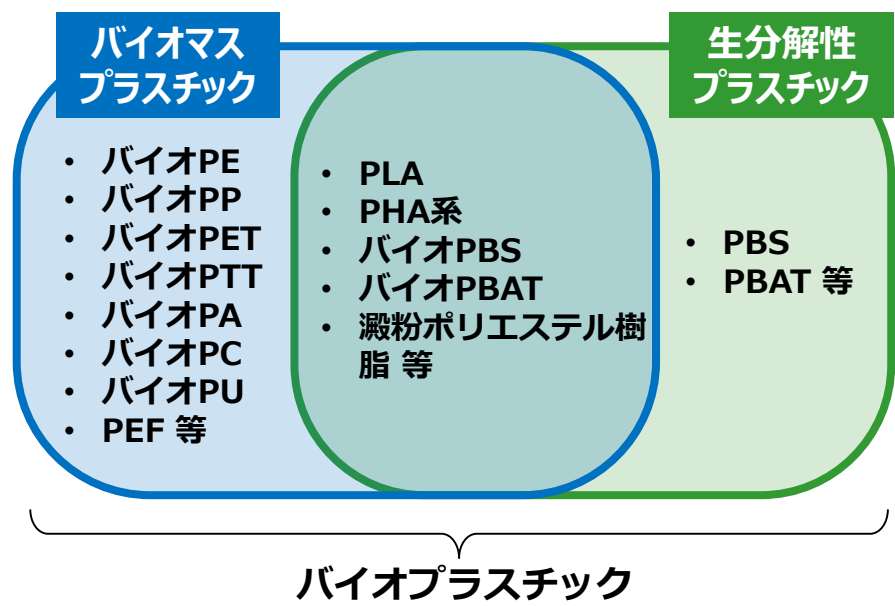 バイオマス
プラスチック
生分解性
プラスチック
・ バイオPE
・ バイオPP
・ バイオPET
・ バイオPTT
・ バイオPA
・ バイオPC
・ バイオPU
・ PEF 等
・ PLA
・ PHA系
・ バイオPBS
・ バイオPBAT
・ 澱粉ポリエステル樹
脂 等
・ PBS
・ PBAT 等
バイオプラスチック